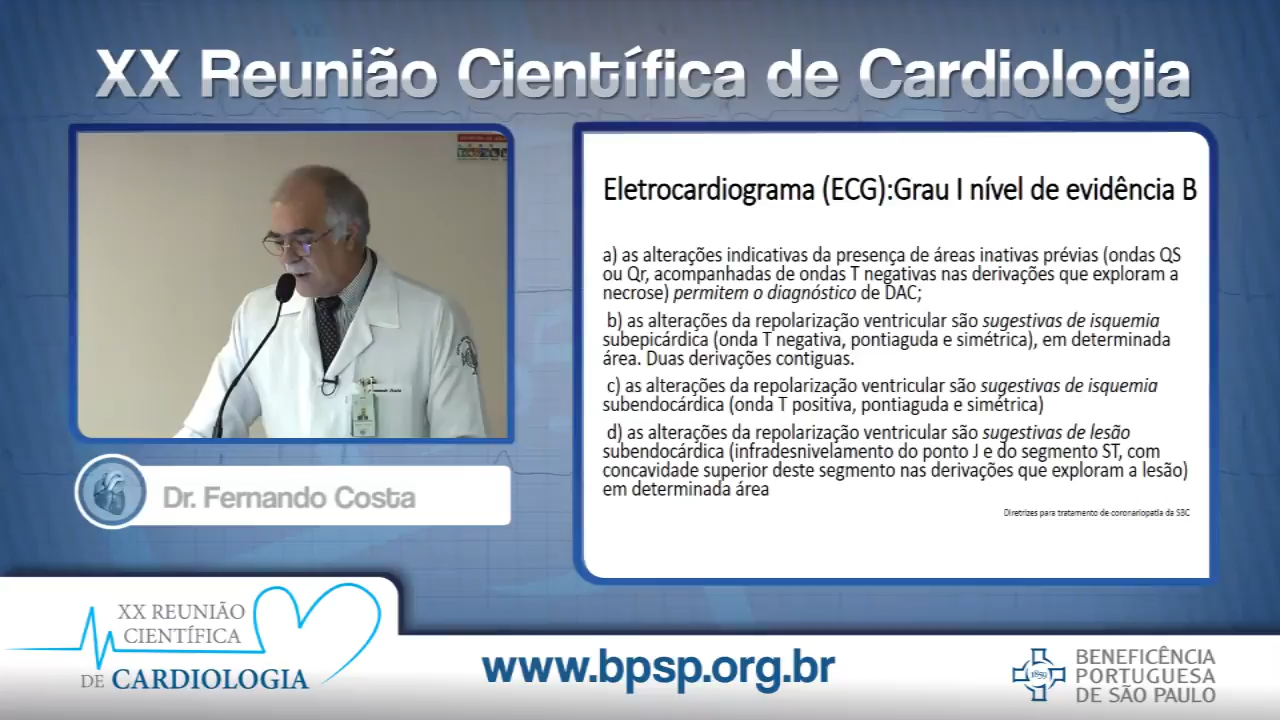 XX Reunião Científica de Cardiologia
Eletrocardiograma (ECG):Grau I nível de evidência B
a) as alterações indicativas da presença de áreas inativas prévias (ondas QS
ou Qr, acompanhadas de ondas T negativas nas derivações que exploram a
necrose) permitem o diagnóstico de DAC;
b) as alterações da repolarização ventricular são sugestivas de isquemia
subepicárdica (onda T negativa, pontiaguda e simétrica), em determinada
área. Duas derivações contiguas.
c) as alterações da repolarização ventricular são sugestivas de isquemia
subendocárdica (onda T positiva, pontiaguda e simétrica)
d) as alterações da repolarização ventricular são sugestivas de lesão
subendocárdica (infradesnivelamento do ponto J e do segmento ST, com
concavidade superior deste segmento nas derivações que exploram a lesão)
em determinada área
Diretrizes para tratamento de coronariopatia da SBC
Dr. Fernando Costa
XX REUNIÃO
CIENTÍFICA
DE CARDIOLOGIA
www.bpsp.org.br
1859
BENEFICÊNCIA
PORTUGUESA
DE SÃO PAULO